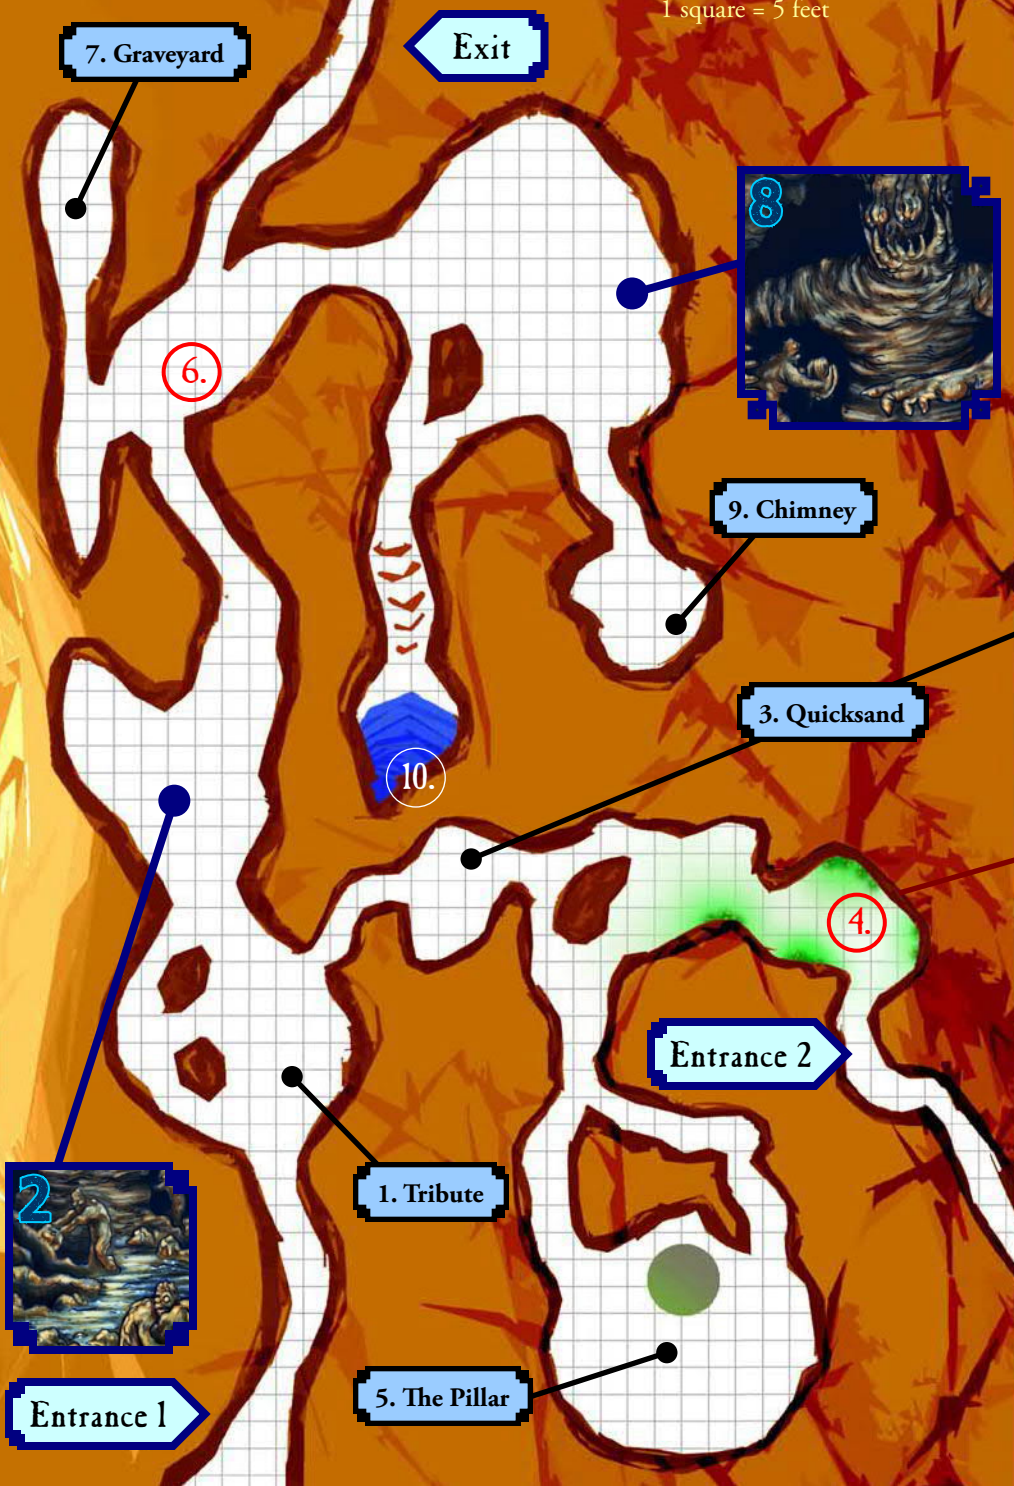 1 square = 5 feet
Exit
7. Graveyard
8
6.
9. Chimney
3. Quicksand
10.
4.
Entrance 2
1. Tribute
2
5. The Pillar
Entrance 1